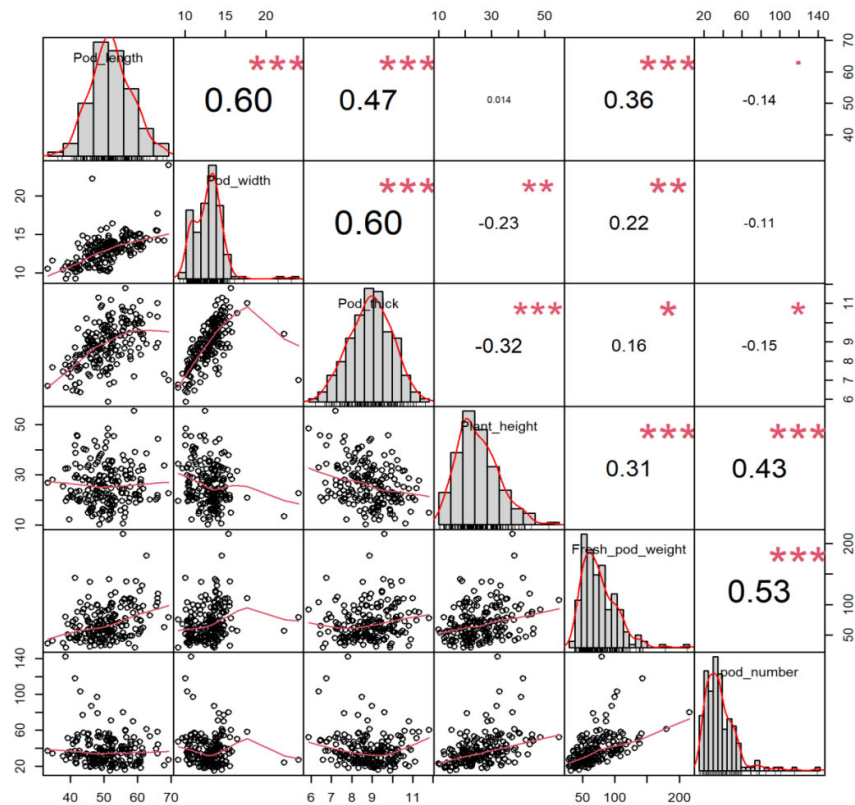 10 15 20
10 30 50
20 60 100 140
Pod_length
***
0.60
***
0.47
0.014
***
0.36
-0.14
40 50 60 70
10 15 20
Pod_width
***
0.60
**
-0.23
**
0.22
-0.11
Pod_thick
***
-0.32
*
0.16
*
-0.15
6 7 8 9 11
10 30 50
Plant_height
***
0.31
***
0.43
Fresh_pod_weight
***
0.53
50 100 200
20 60 100 140
pod_number
40 50 60 70
6 7 8 9 11
50 100 200